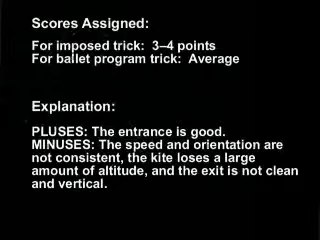 Scores Assigned:
For imposed trick: 3–4 points
For ballet program trick: Average
Explanation:
PLUSES: The entrance is good.
MINUSES: The speed and orientation are
not consistent, the kite loses a large
amount of altitude, and the exit is not clean
and vertical.